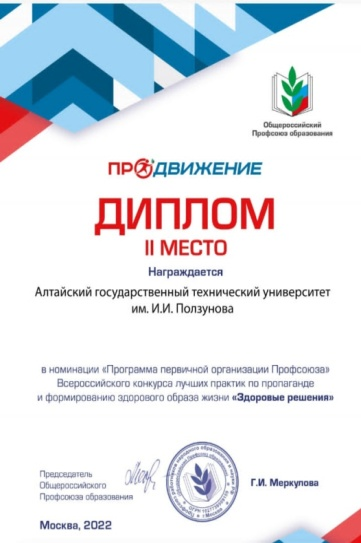 Общероссийский
Профсоюз образования
ПРОДВИЖЕНИЕ
ДИПЛОМ
II МЕСТО
Награждается
Алтайский государственный технический университет
им. И.И. Ползунова
в номинации «Программа первичной организации Профсоюза»
Всероссийского конкурса лучших практик по пропаганде
и формированию здорового образа жизни «Здоровые решения»
Председатель
Общероссийского
Профсоюза образования
Г.И. Меркулова
Москва, 2022